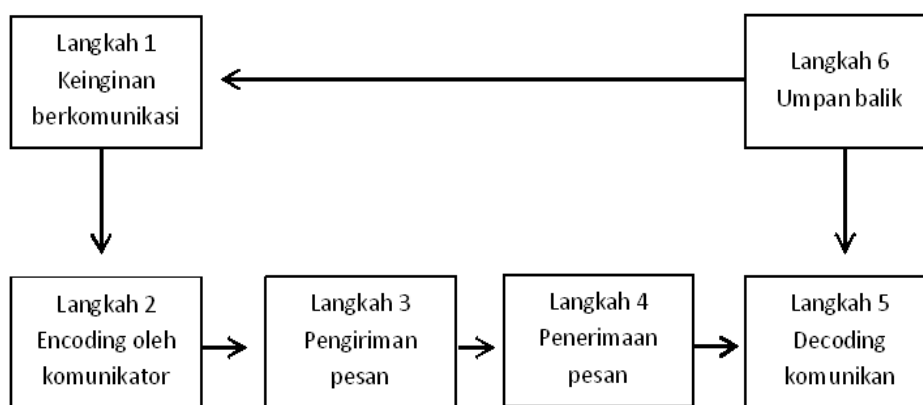 Langkah 1
Keinginan
berkomunikasi
Langkah 6
Umpan balik
Langkah 2
Encoding oleh
komunikator
Langkah 3
Pengiriman
pesan
Langkah 4
Penerimaan
pesan
Langkah 5
Decoding
komunikan